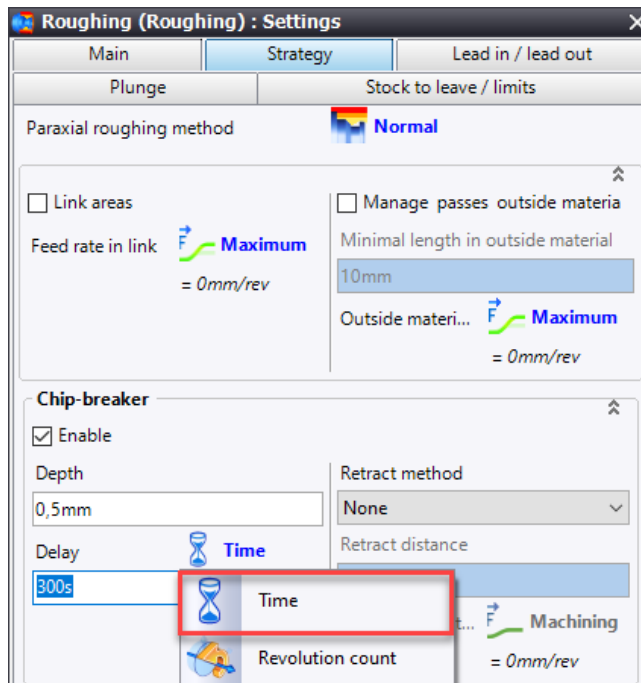 Roughing (Roughing) : Settings
Main
Strategy
Lead in / lead out
Plunge
Stock to leave / limits
Paraxial roughing method
Normal
Link areas
Feed rate in link
F
Maximum
= 0mm/rev
Manage passes outside materia
Minimal length in outside material
10mm
Outside materi...
F
Maximum
= 0mm/rev
Chip-breaker
Enable
Depth
0,5mm
Delay
Time
300s
Retract method
None
Retract distance
t...
F
Machining
= 0mm/rev
Time
Revolution count